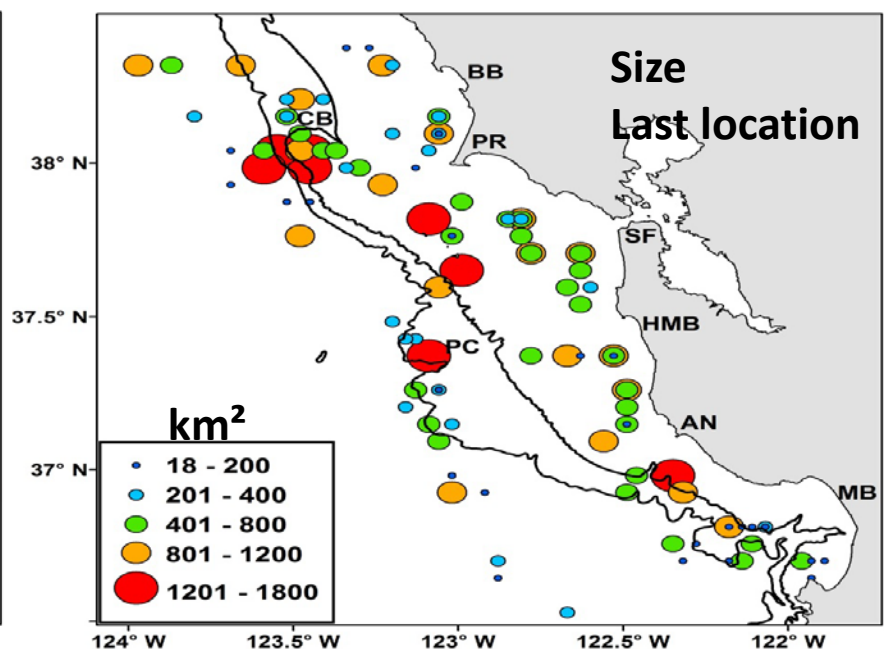 Size
Last location
BB
CB
PR
38° N
SF
37.5° N
HMB
PC
km²
AN
18 - 200
37° N
201 - 400
MB
401 - 800
801 - 1200
1201 - 1800
124° W
123.5° W
123° W
122.5° W
122° W